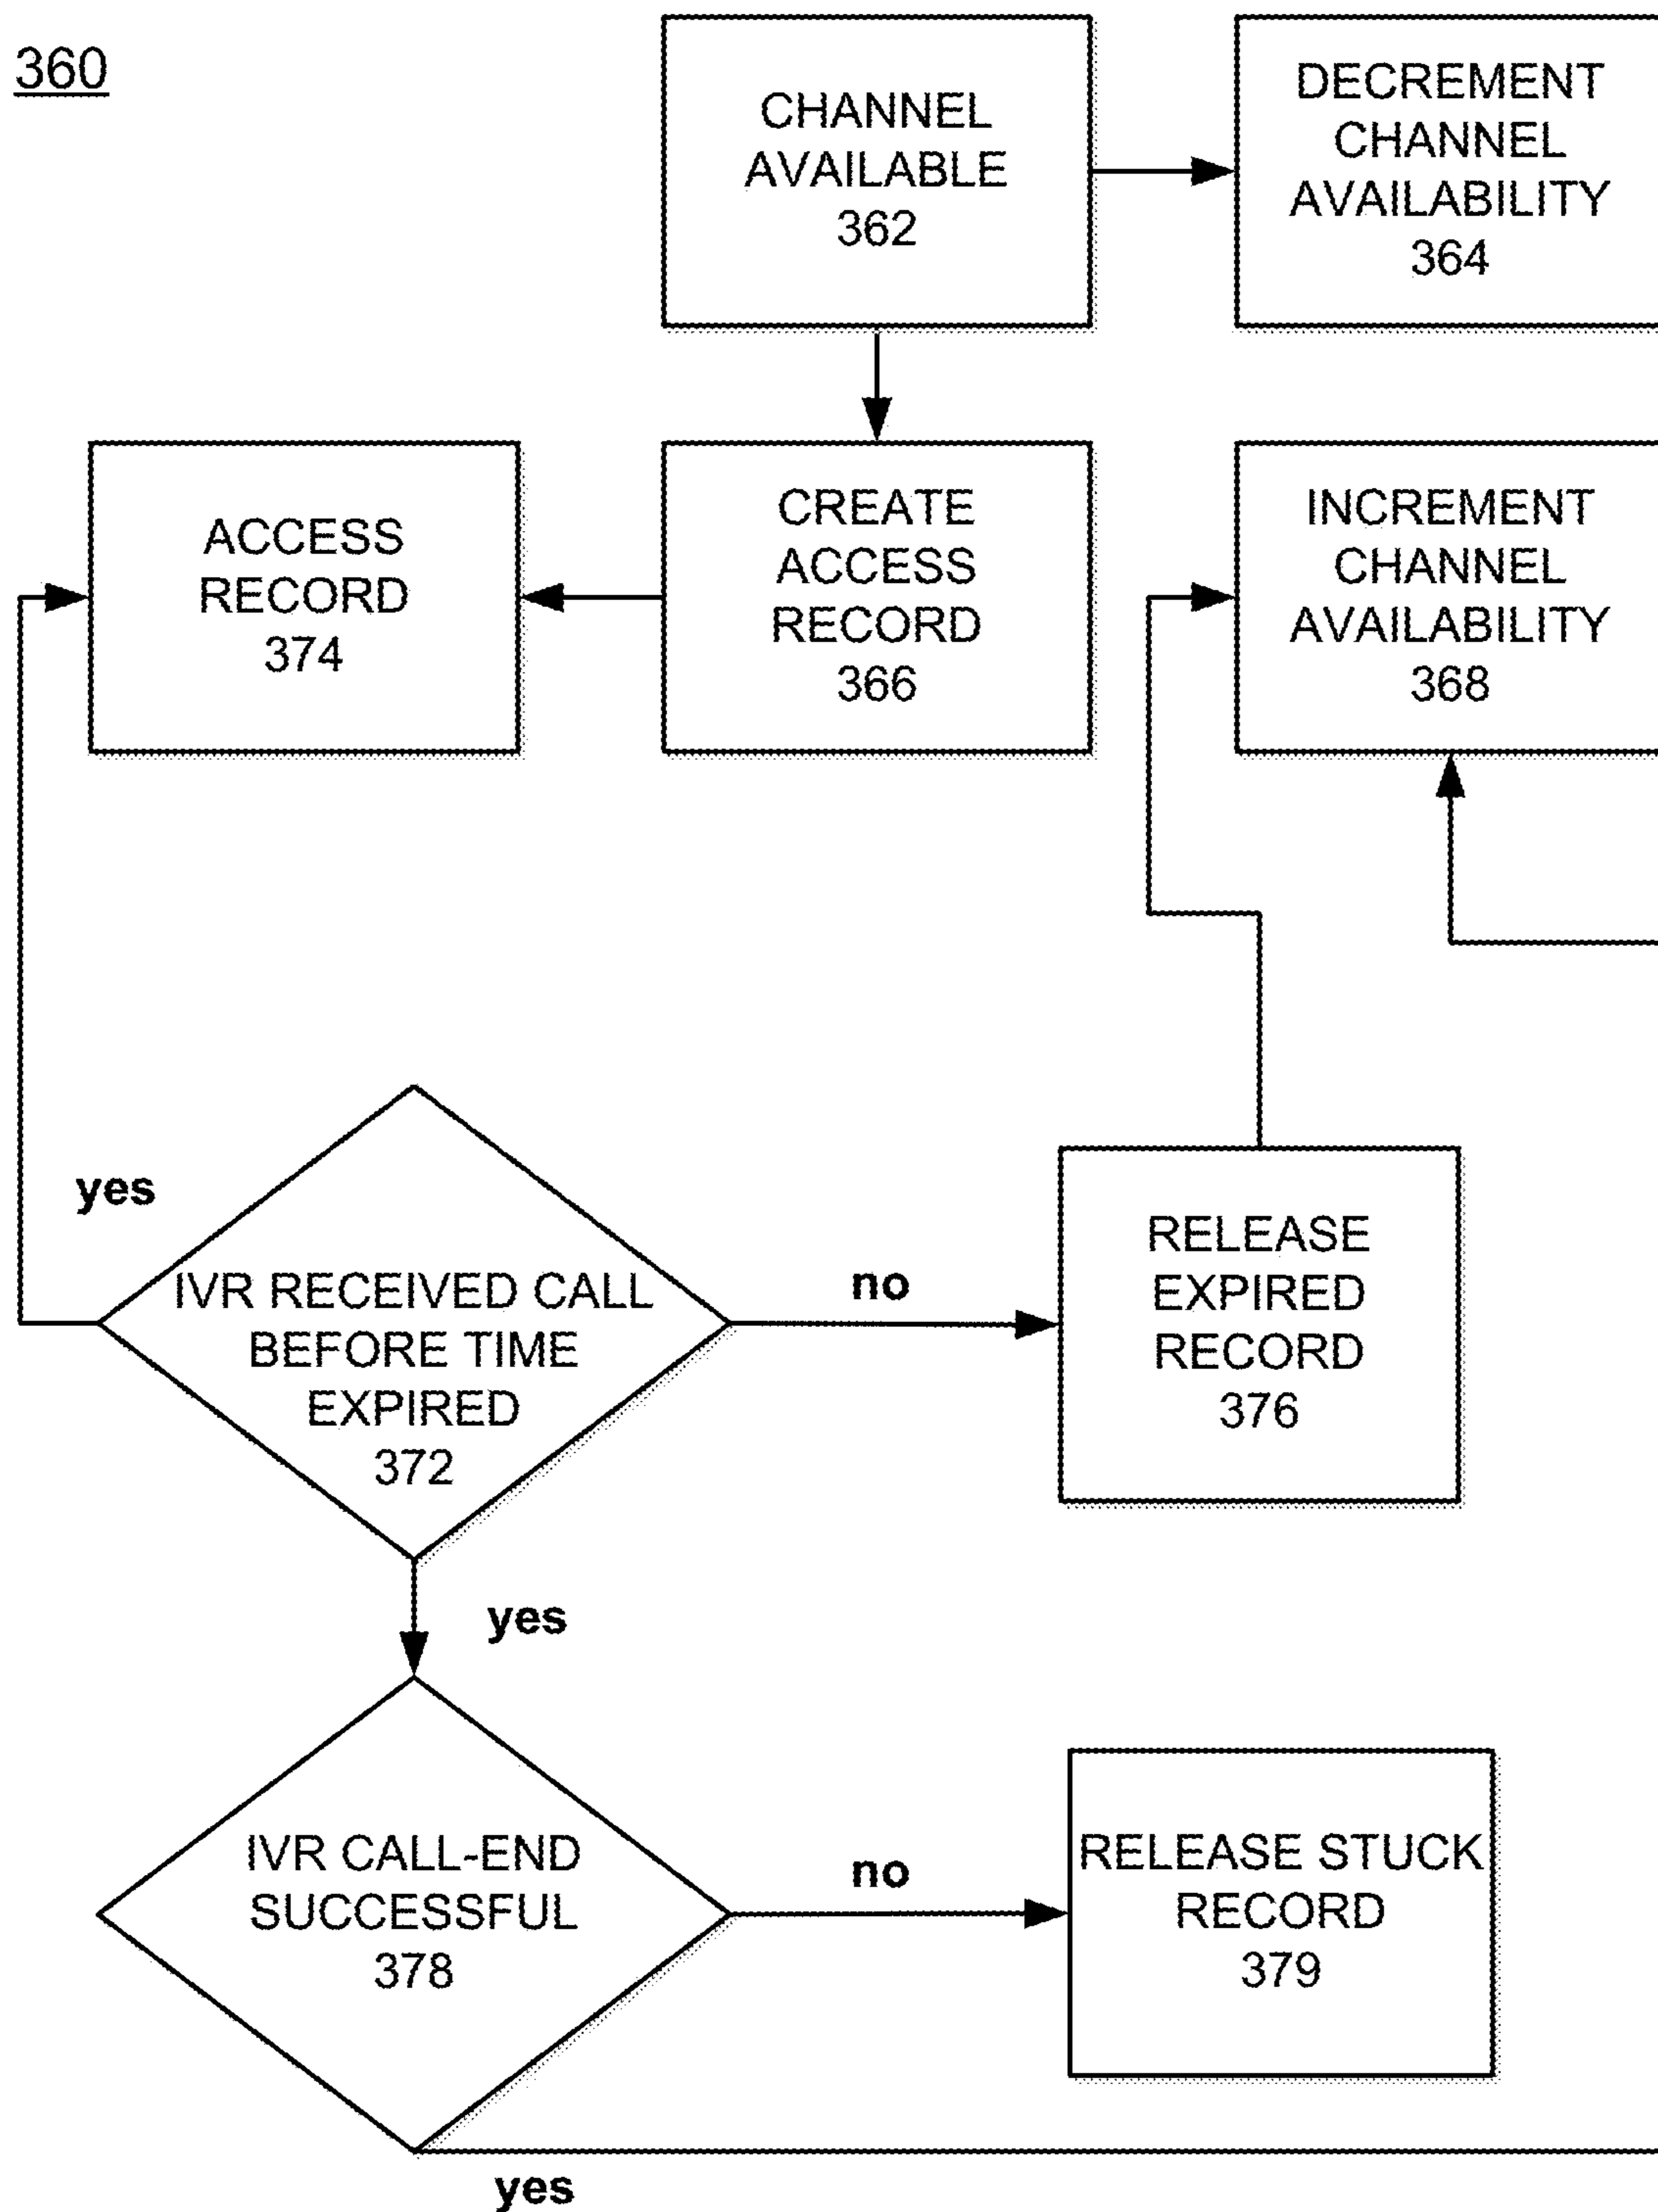 360
CHANNEL
AVAILABLE
362
DECREMENT
CHANNEL
AVAILABILITY
364
ACCESS
RECORD
374
CREATE
ACCESS
RECORD
366
INCREMENT
CHANNEL
AVAILABILITY
368
yes
IVR RECEIVED CALL
BEFORE TIME
EXPIRED
372
no
RELEASE
EXPIRED
RECORD
376
yes
IVR CALL-END
SUCCESSFUL
378
no
RELEASE STUCK
RECORD
379
yes